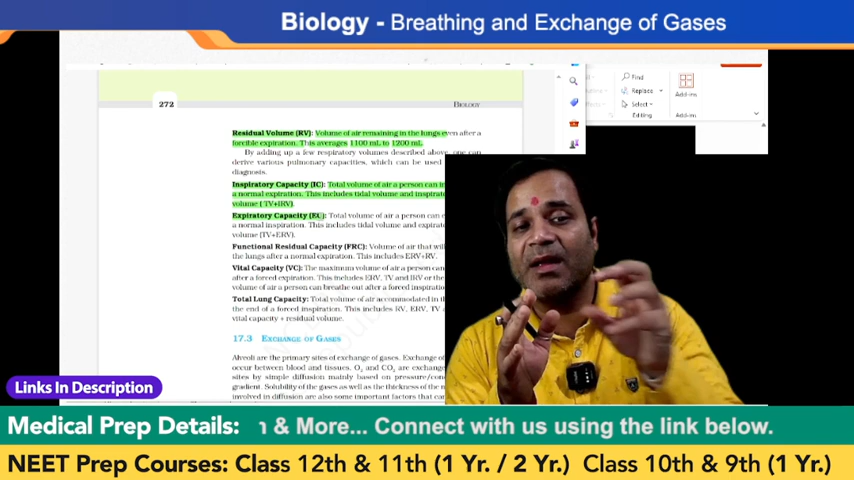 Biology - Breathing and Exchange of Gases
272
BIOLOGY
Find
Replace
Select
Editing
Add-ins
Add-ins
Residual Volume (RV): Volume of air remaining in the lungs even after a
forcible expiration. This averages 1100 mL to 1200 mL.
By adding up a few respiratory volumes described above, one can
derive various pulmonary capacities, which can be used
diagnosis.
Inspiratory Capacity (IC): Total volume of air a person can in
a normal expiration. This includes tidal volume and inspirat
volume ( TV+IRV).
Expiratory Capacity (EC): Total volume of air a person can e
a normal inspiration. This includes tidal volume and expirat
volume (TV+ERV).
Functional Residual Capacity (FRC): Volume of air that will
the lungs after a normal expiration. This includes ERV+RV.
Vital Capacity (VC): The maximum volume of air a person can
after a forced expiration. This includes ERV, TV and IRV or the
volume of air a person can breathe out after a forced inspiration
Total Lung Capacity: Total volume of air accommodated in th
the end of a forced inspiration. This includes RV, ERV, TV a
vital capacity + residual volume.
17.3 EXCHANGE OF GASES
Alveoli are the primary sites of exchange of gases. Exchange of
occur between blood and tissues. O2 and CO2 are exchange
sites by simple diffusion mainly based on pressure/conc
gradient. Solubility of the gases as well as the thickness of the m
involved in diffusion are also some important factors that can
Links In Description
Medical Prep Details: n & More... Connect with us using the link below.
NEET Prep Courses: Class 12th & 11th (1 Yr. / 2 Yr.) Class 10th & 9th (1 Yr.)